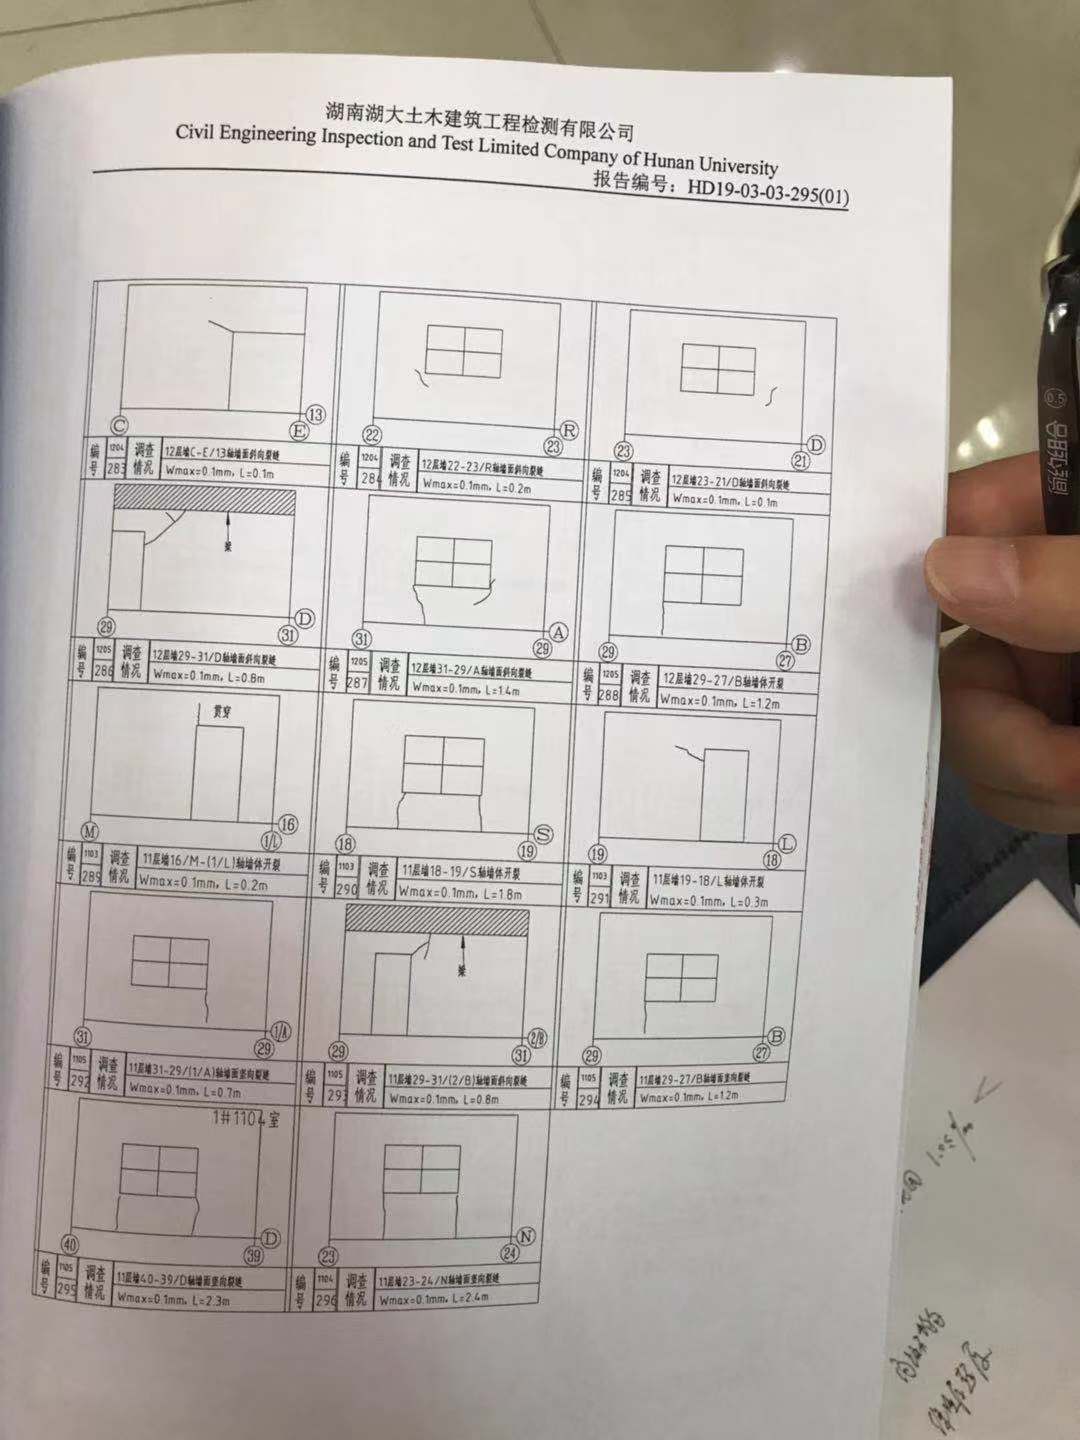 湖南湖大土木建筑工程检测有限公司
Civil Engineering Inspection and Test Limited Company of Hunan University
报告编号：HD19-03-03-295(01)
C E 13
22 23 R
23 21 D
编号 1204 283 调查情况 12层墙C-E/13轴墙面斜向裂缝
Wmax=0.1mm, L=0.1m
编号 1204 284 调查情况 12层墙22-23/R轴墙面斜向裂缝
Wmax=0.1mm, L=0.2m
编号 1204 285 调查情况 12层墙23-21/D轴墙面斜向裂缝
Wmax=0.1mm, L=0.1m
梁
29 31 D
31 29 A
29 27 B
编号 1205 286 调查情况 12层墙29-31/D轴墙面斜向裂缝
Wmax=0.1mm, L=0.8m
编号 1205 287 调查情况 12层墙31-29/A轴墙面斜向裂缝
Wmax=0.1mm, L=1.4m
编号 1205 288 调查情况 12层墙29-27/B轴墙体开裂
Wmax=0.1mm, L=1.2m
贯穿
M 1/L 16
18 19 S
19 18 L
编号 1103 289 调查情况 11层墙16/M-(1/L)轴墙体开裂
Wmax=0.1mm, L=0.2m
编号 1103 290 调查情况 11层墙18-19/S轴墙体开裂
Wmax=0.1mm, L=1.8m
编号 1103 291 调查情况 11层墙19-18/L轴墙体开裂
Wmax=0.1mm, L=0.3m
梁
31 29 1/A
29 31 2/B
29 27 B
编号 1105 292 调查情况 11层墙31-29/(1/A)轴墙面竖向裂缝
Wmax=0.1mm, L=0.7m
编号 1105 293 调查情况 11层墙29-31/(2/B)轴墙面斜向裂缝
Wmax=0.1mm, L=0.8m
编号 1105 294 调查情况 11层墙29-27/B轴墙面竖向裂缝
Wmax=0.1mm, L=1.2m
1#1104室
40 39 D
23 24 N
编号 1105 295 调查情况 11层墙40-39/D轴墙面竖向裂缝
Wmax=0.1mm, L=2.3m
编号 1104 296 调查情况 11层墙23-24/N轴墙面竖向裂缝
Wmax=0.1mm, L=2.4m
0.5